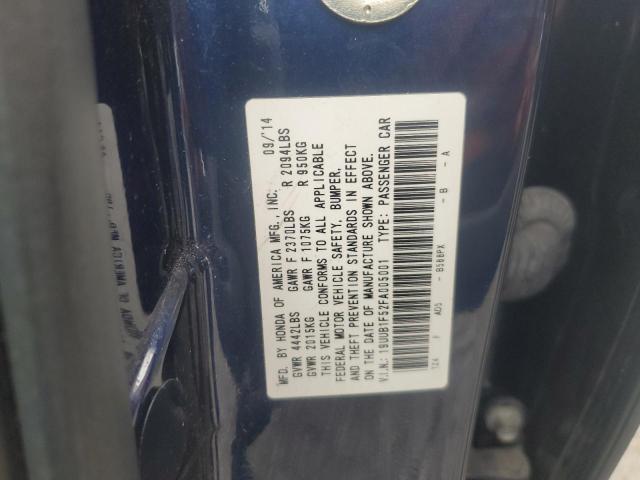 MFD. BY HONDA OF AMERICA MFG., INC. 09/'14
GVWR 4442LBS GAWR F 2370LBS R 2094LBS
GVWR 2015KG GAWR F 1075KG R 950KG
THIS VEHICLE CONFORMS TO ALL APPLICABLE
FEDERAL MOTOR VEHICLE SAFETY, BUMPER,
AND THEFT PREVENTION STANDARDS IN EFFECT
ON THE DATE OF MANUFACTURE SHOWN ABOVE.
V.I.N.: 19UUB1F52FA005001 TYPE: PASSENGER CAR
TZ4 F AD5 - B588PX - B - A